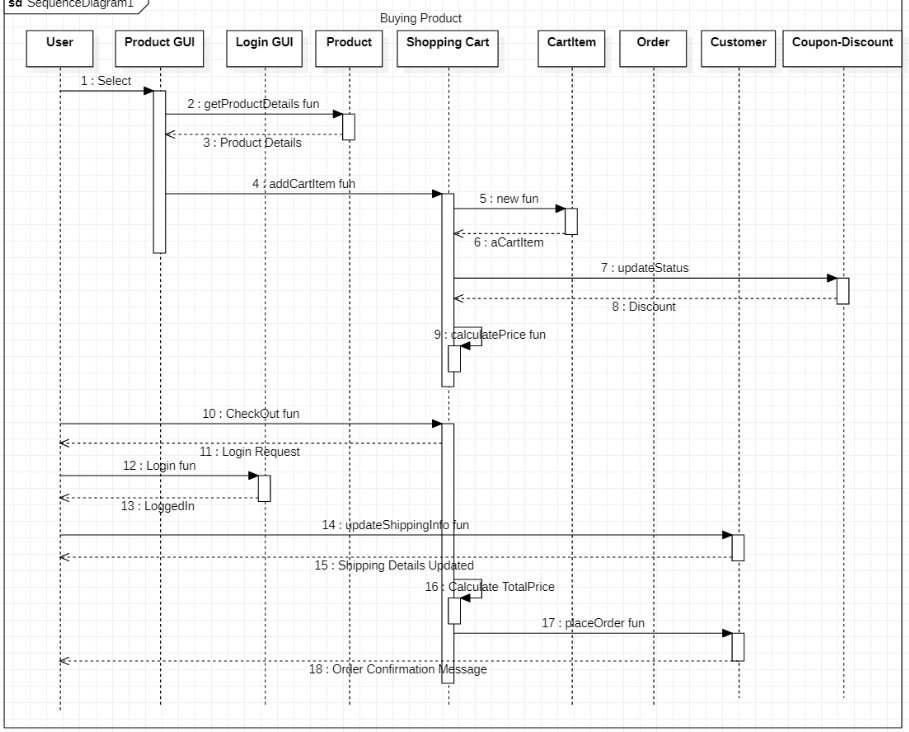 sd SequenceDiagram1
Buying Product
User
Product GUI
Login GUI
Product
Shopping Cart
CartItem
Order
Customer
Coupon-Discount
1 : Select
2 : getProductDetails fun
3 : Product Details
4 : addCartItem fun
5 : new fun
6 : aCartItem
7 : updateStatus
8 : Discount
9 : calculatePrice fun
10 : CheckOut fun
11 : Login Request
12 : Login fun
13 : LoggedIn
14 : updateShippingInfo fun
15 : Shipping Details Updated
16 : Calculate TotalPrice
17 : placeOrder fun
18 : Order Confirmation Message